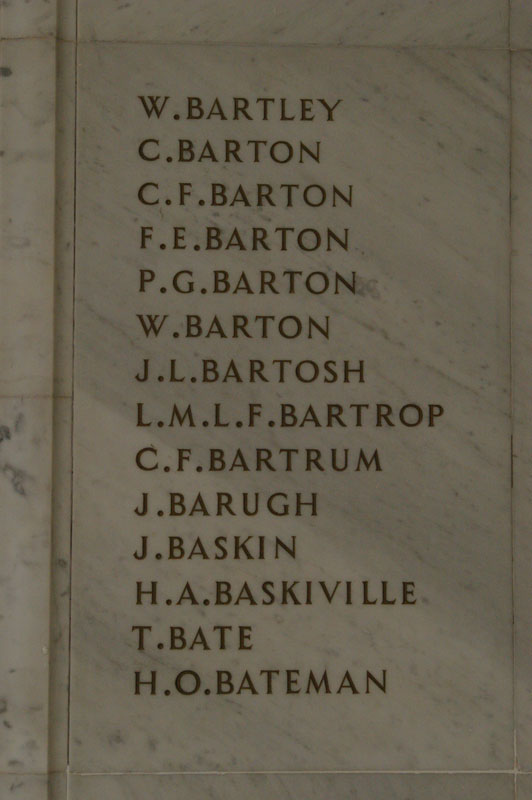 W.BARTLEY
C.BARTON
C.F.BARTON
F.E.BARTON
P.G.BARTON
W.BARTON
J.L.BARTOSH
L.M.L.F.BARTROP
C.F.BARTRUM
J.BARUGH
J.BASKIN
H.A.BASKIVILLE
T.BATE
H.O.BATEMAN